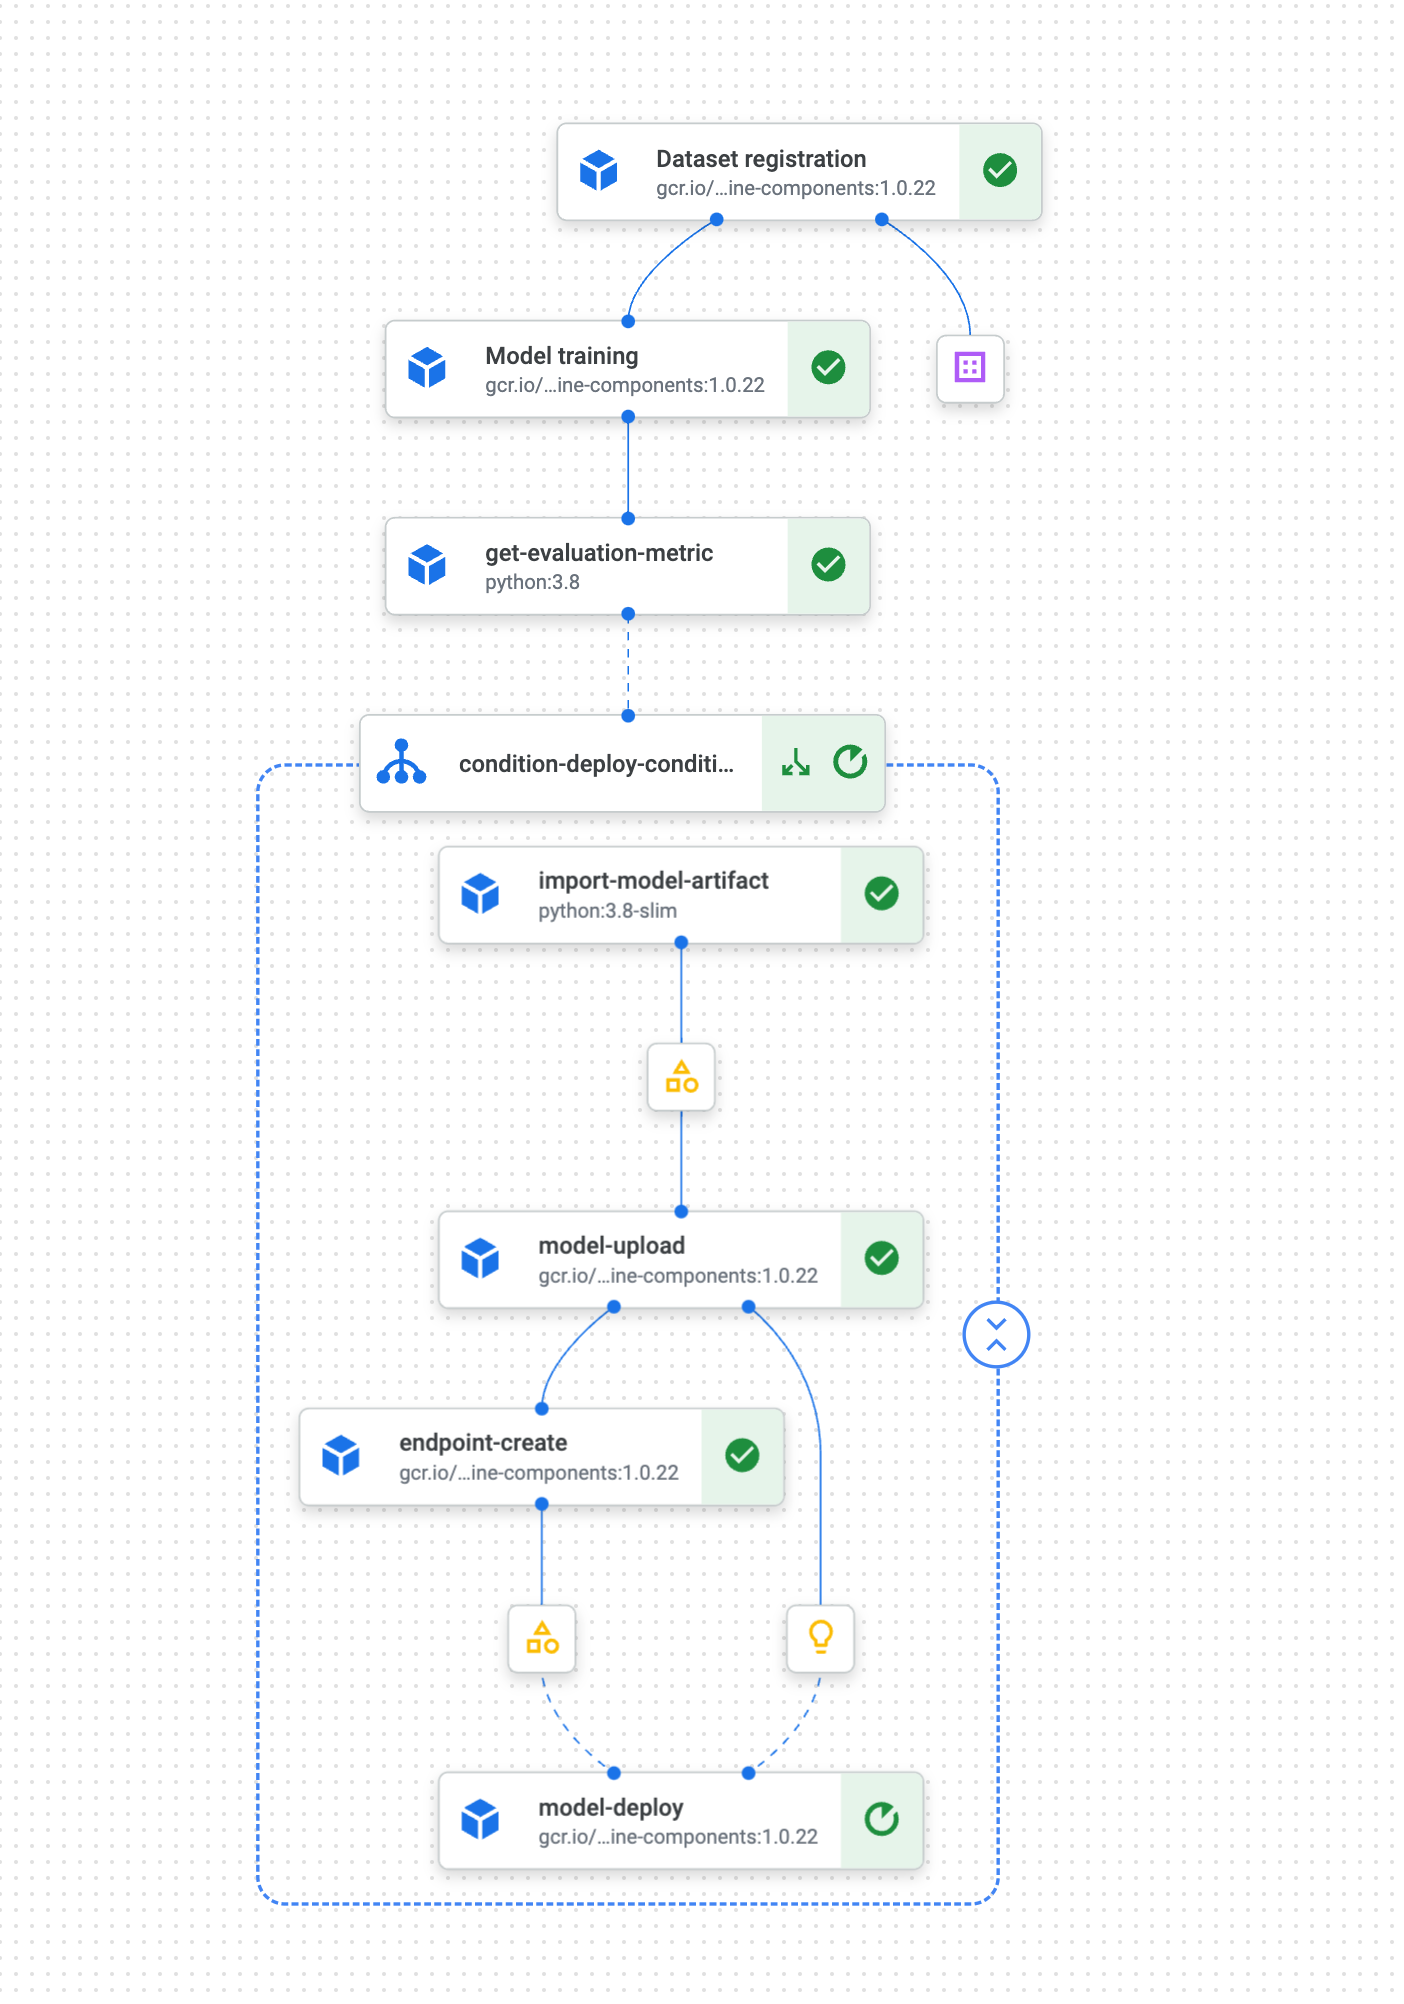 Dataset registration
gcr.io/...ine-components:1.0.22
Model training
gcr.io/...ine-components:1.0.22
get-evaluation-metric
python:3.8
condition-deploy-conditi...
import-model-artifact
python:3.8-slim
model-upload
gcr.io/...ine-components:1.0.22
endpoint-create
gcr.io/...ine-components:1.0.22
model-deploy
gcr.io/...ine-components:1.0.22